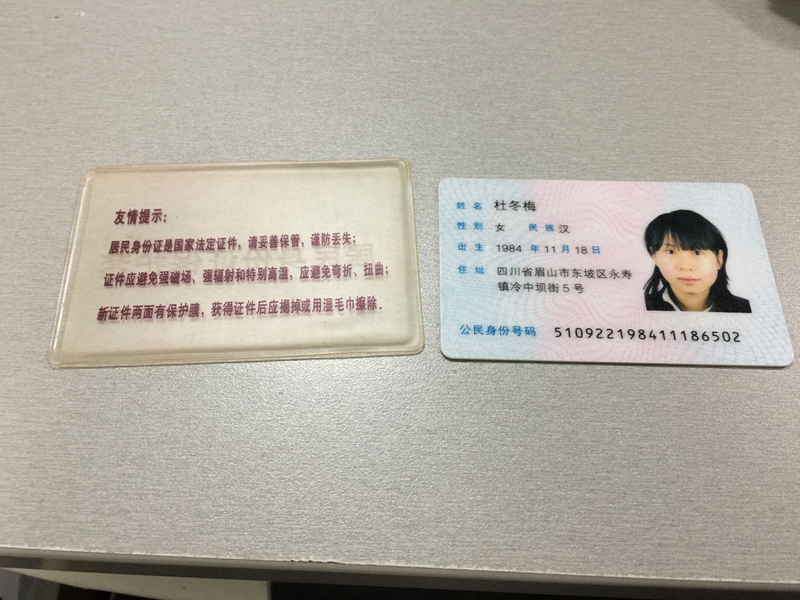 友情提示：
居民身份证是国家法定证件，请妥善保管，谨防丢失；
证件应避免强磁场、强辐射和特别高温，应避免弯折、扭曲；
新证件两面有保护膜，获得证件后应揭掉或用湿毛巾擦除．
姓名 杜冬梅
性别 女 民族 汉
出生 1984 年 11 月 18 日
住址 四川省眉山市东坡区永寿
镇冷中坝街5号
公民身份号码 510922198411186502